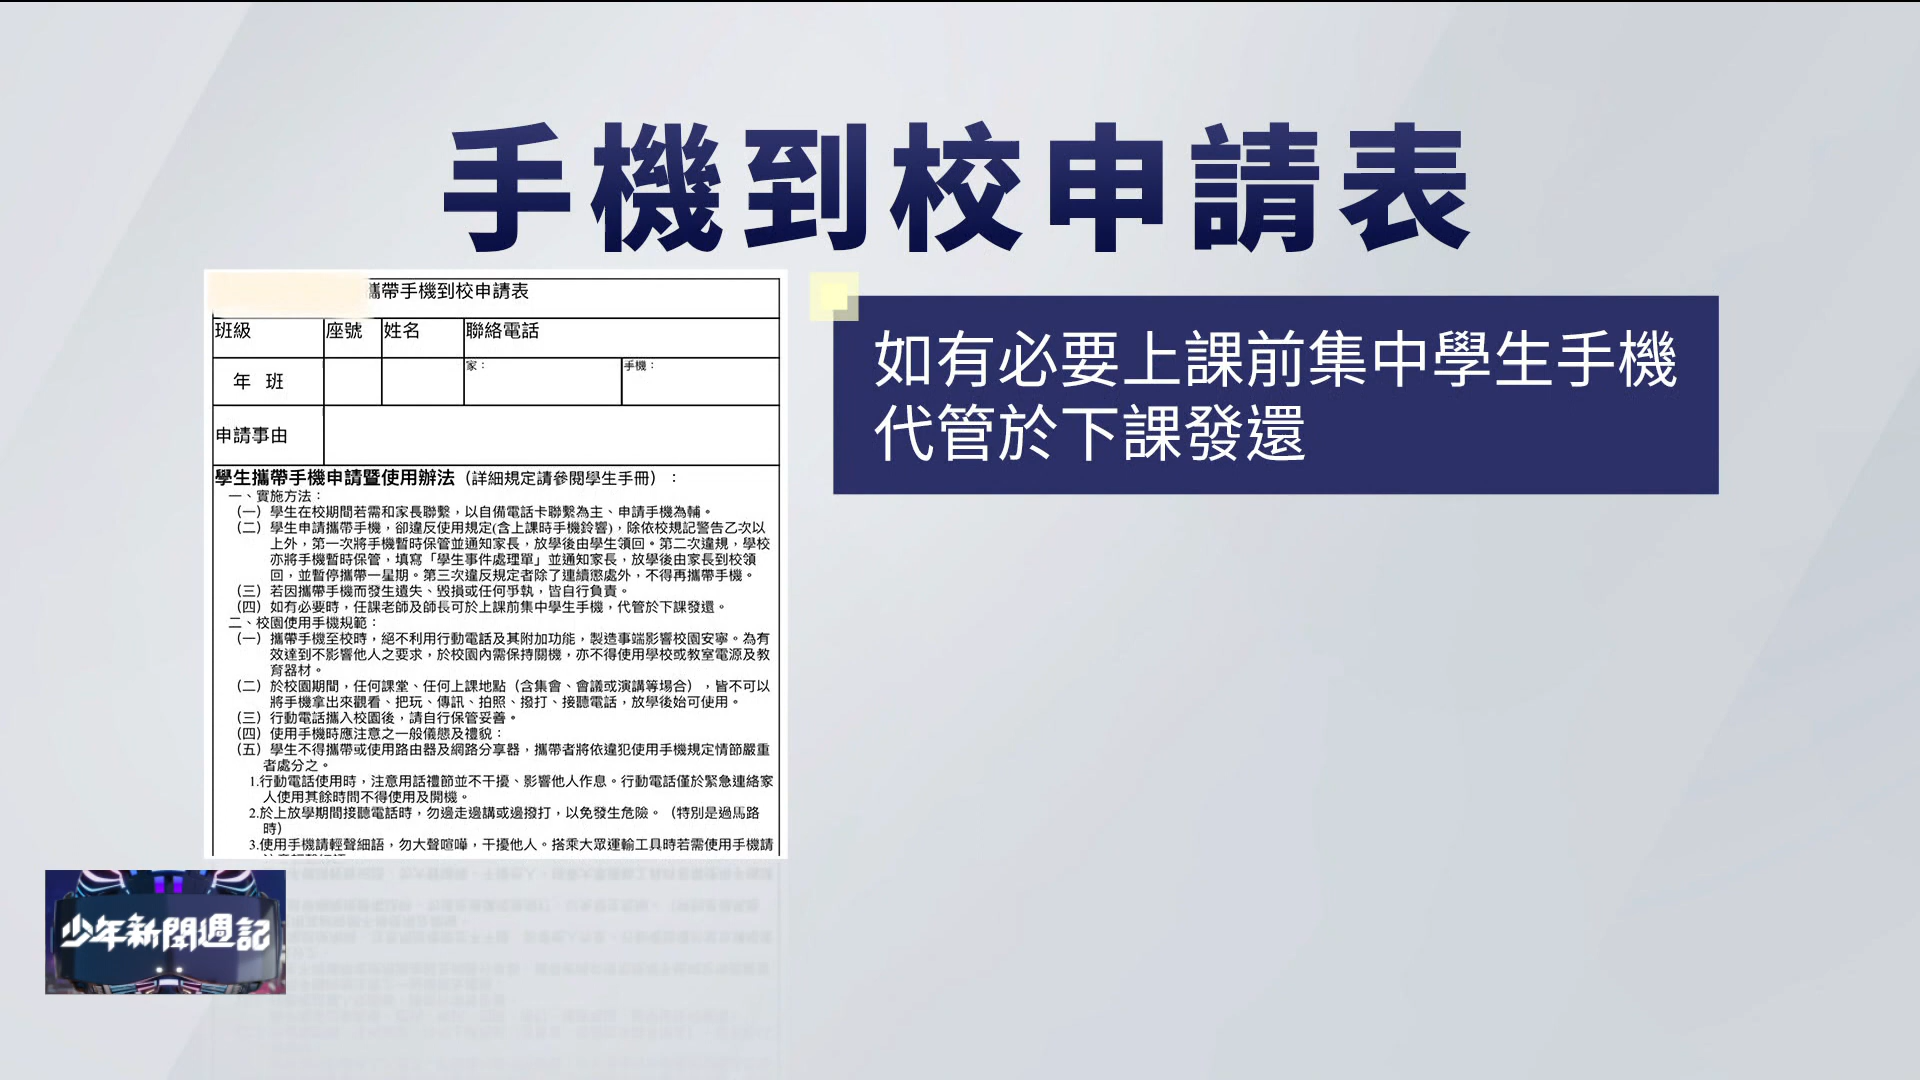 手機到校申請表
攜帶手機到校申請表
班級 座號 姓名 聯絡電話
年 班 家： 手機：
申請事由
學生攜帶手機申請暨使用辦法（詳細規定請參閱學生手冊）：
一、實施方法：
（一）學生在校期間若需和家長聯繫，以自備電話卡聯繫為主、申請手機為輔。
（二）學生申請攜帶手機，卻違反使用規定(含上課時手機鈴響)，除依校規記警告乙次以
上外，第一次將手機暫時保管並通知家長，放學後由學生領回。第二次違規，學校
亦將手機暫時保管，填寫「學生事件處理單」並通知家長，放學後由家長到校領
回，並暫停攜帶一星期。第三次違反規定者除了連續懲處外，不得再攜帶手機。
（三）若因攜帶手機而發生遺失、毀損或任何爭執，皆自行負責。
（四）如有必要時，任課老師及師長可於上課前集中學生手機，代管於下課發還。
二、校園使用手機規範：
（一）攜帶手機至校時，絕不利用行動電話及其附加功能，製造事端影響校園安寧。為有
效達到不影響他人之要求，於校園內需保持關機，亦不得使用學校或教室電源及教
育器材。
（二）於校園期間，任何課堂、任何上課地點（含集會、會議或演講等場合），皆不可以
將手機拿出來觀看、把玩、傳訊、拍照、撥打、接聽電話，放學後始可使用。
（三）行動電話攜入校園後，請自行保管妥善。
（四）使用手機時應注意之一般儀態及禮貌：
（五）學生不得攜帶或使用路由器及網路分享器，攜帶者將依違犯使用手機規定情節嚴重
者處分之。
1.行動電話使用時，注意用話禮節並不干擾、影響他人作息。行動電話僅於緊急連絡家
人使用其餘時間不得使用及開機。
2.於上放學期間接聽電話時，勿邊走邊講或邊撥打，以免發生危險。（特別是過馬路
時）
3.使用手機請輕聲細語，勿大聲喧嘩，干擾他人。搭乘大眾運輸工具時若需使用手機請
如有必要上課前集中學生手機
代管於下課發還
少年新聞週記